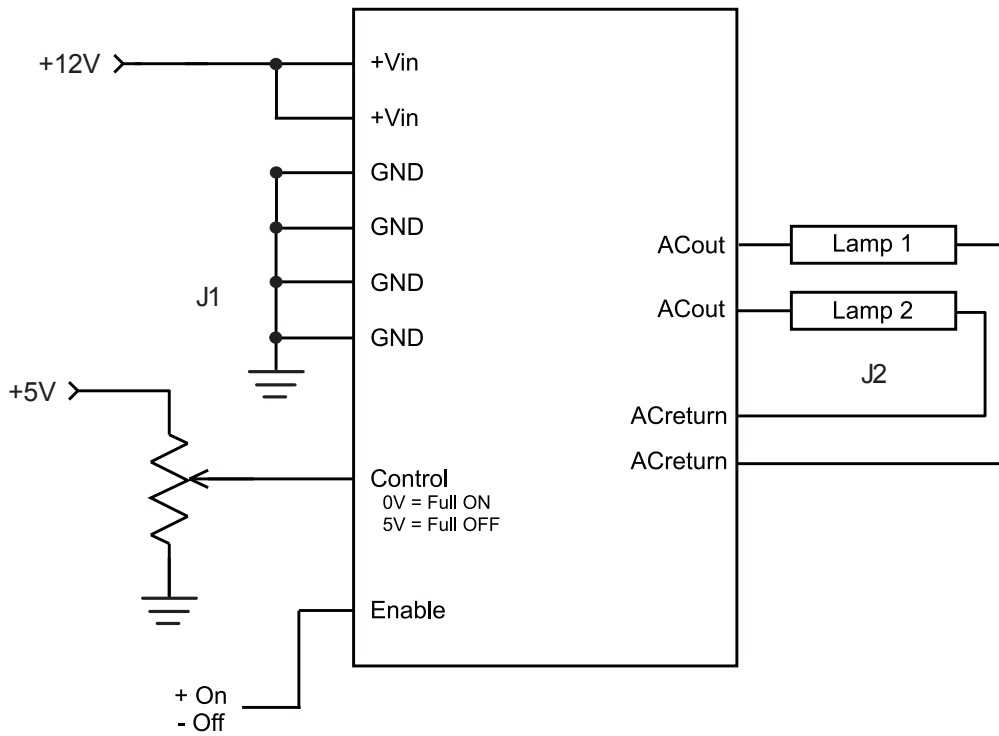 +12V
+Vin
+Vin
GND
GND
GND
GND
J1
+5V
Control
0V = Full ON
5V = Full OFF
Enable
+ On
- Off
ACout
Lamp 1
ACout
Lamp 2
J2
ACreturn
ACreturn